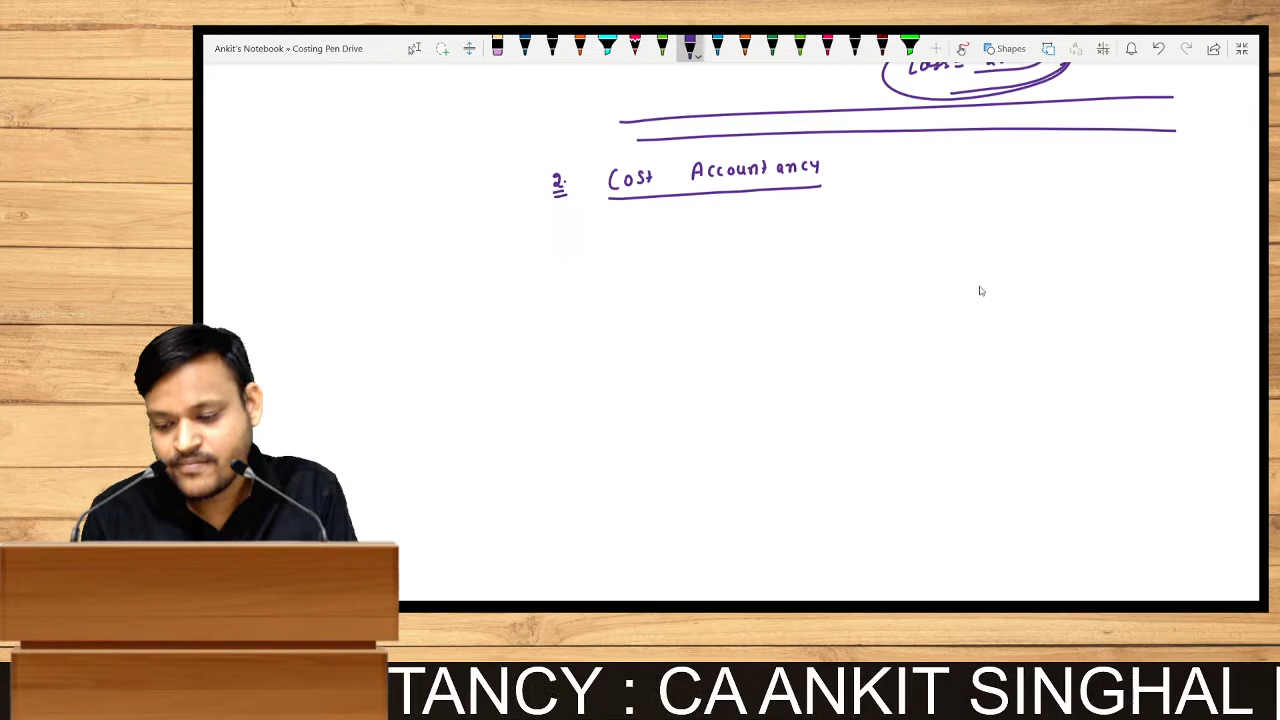 Ankit's Notebook » Costing Pen Drive
Shapes
2. Cost Accountancy
TANCY : CA ANKIT SINGHAL